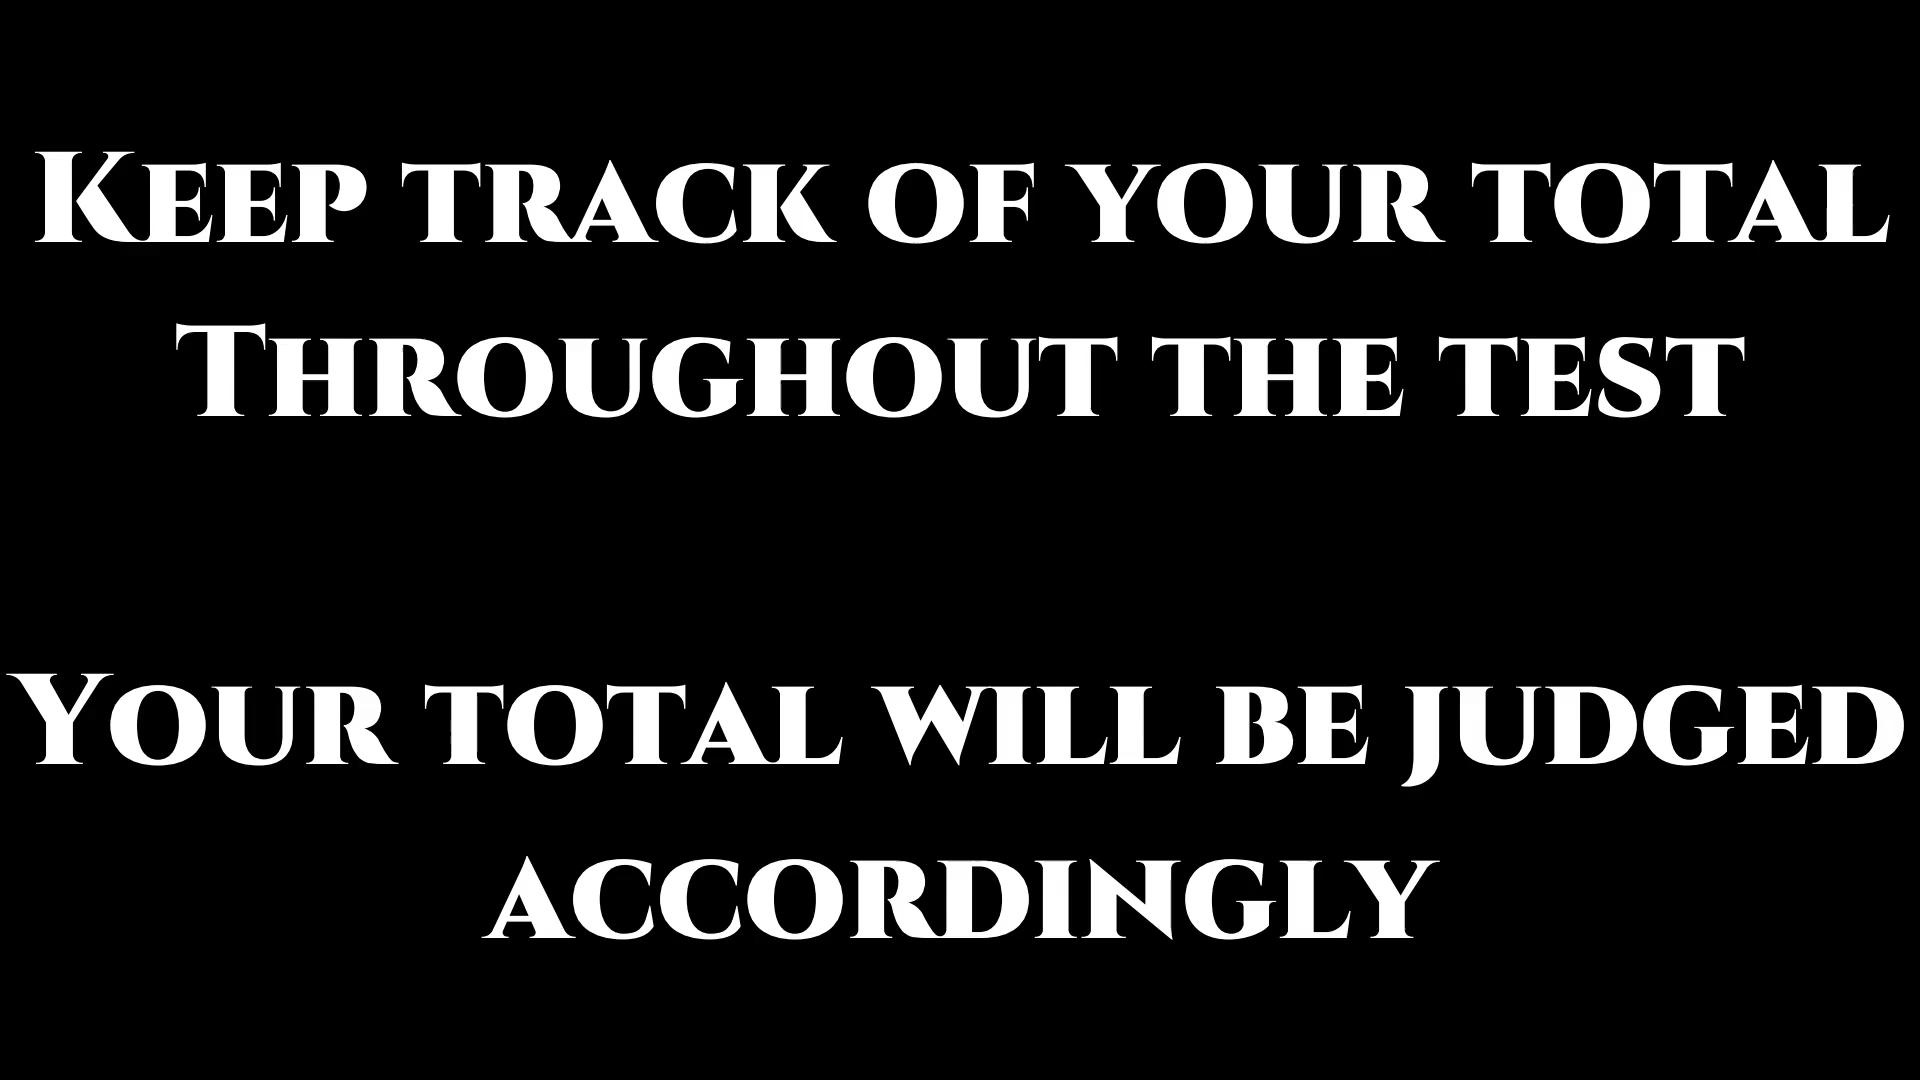 Keep track of your total
Throughout the test
Your total will be judged
accordingly